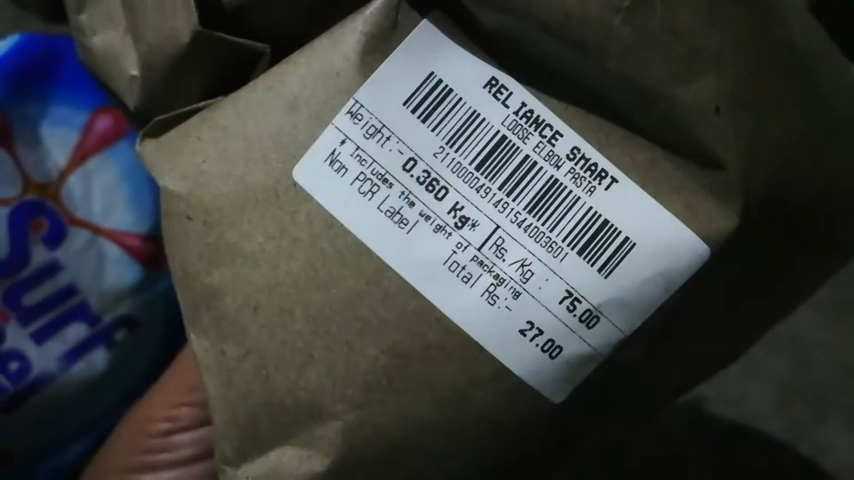 RELIANCE SMART
LOOSE ELBOW PASTA
2110000491491544003601
Weight:- 0.360 Kg* Rs./Kg : 75.00
* Includes the weight of packaging
Non PCR Label Total Rs:- 27.00
Surf